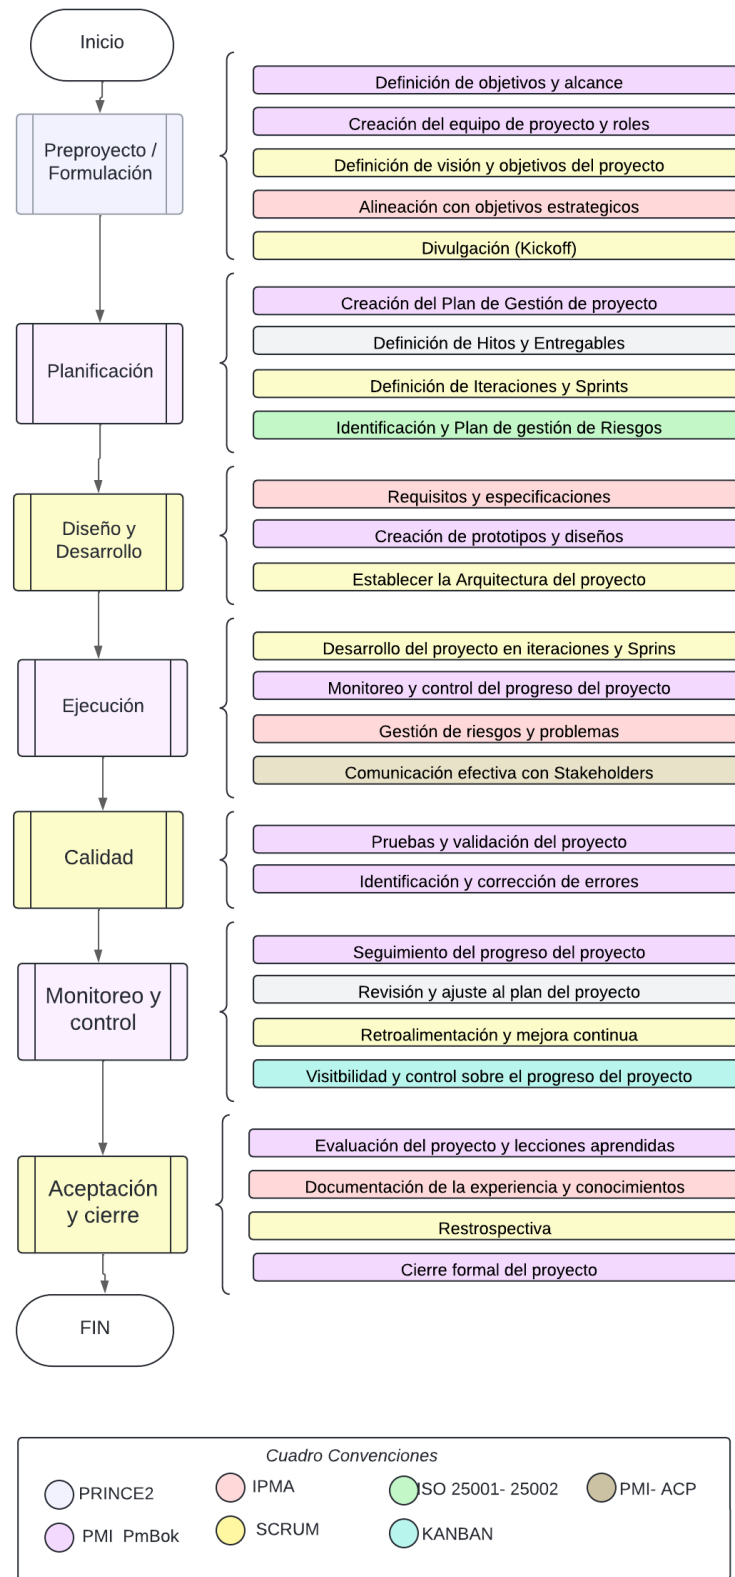 Inicio
Preproyecto /
Formulación
Definición de objetivos y alcance
Creación del equipo de proyecto y roles
Definición de visión y objetivos del proyecto
Alineación con objetivos estrategicos
Divulgación (Kickoff)
Planificación
Creación del Plan de Gestión de proyecto
Definición de Hitos y Entregables
Definición de Iteraciones y Sprints
Identificación y Plan de gestión de Riesgos
Diseño y
Desarrollo
Requisitos y especificaciones
Creación de prototipos y diseños
Establecer la Arquitectura del proyecto
Ejecución
Desarrollo del proyecto en iteraciones y Sprins
Monitoreo y control del progreso del proyecto
Gestión de riesgos y problemas
Comunicación efectiva con Stakeholders
Calidad
Pruebas y validación del proyecto
Identificación y corrección de errores
Monitoreo y
control
Seguimiento del progreso del proyecto
Revisión y ajuste al plan del proyecto
Retroalimentación y mejora continua
Visitbilidad y control sobre el progreso del proyecto
Aceptación
y cierre
Evaluación del proyecto y lecciones aprendidas
Documentación de la experiencia y conocimientos
Restrospectiva
Cierre formal del proyecto
FIN
Cuadro Convenciones
PRINCE2
IPMA
ISO 25001- 25002
PMI- ACP
PMI PmBok
SCRUM
KANBAN